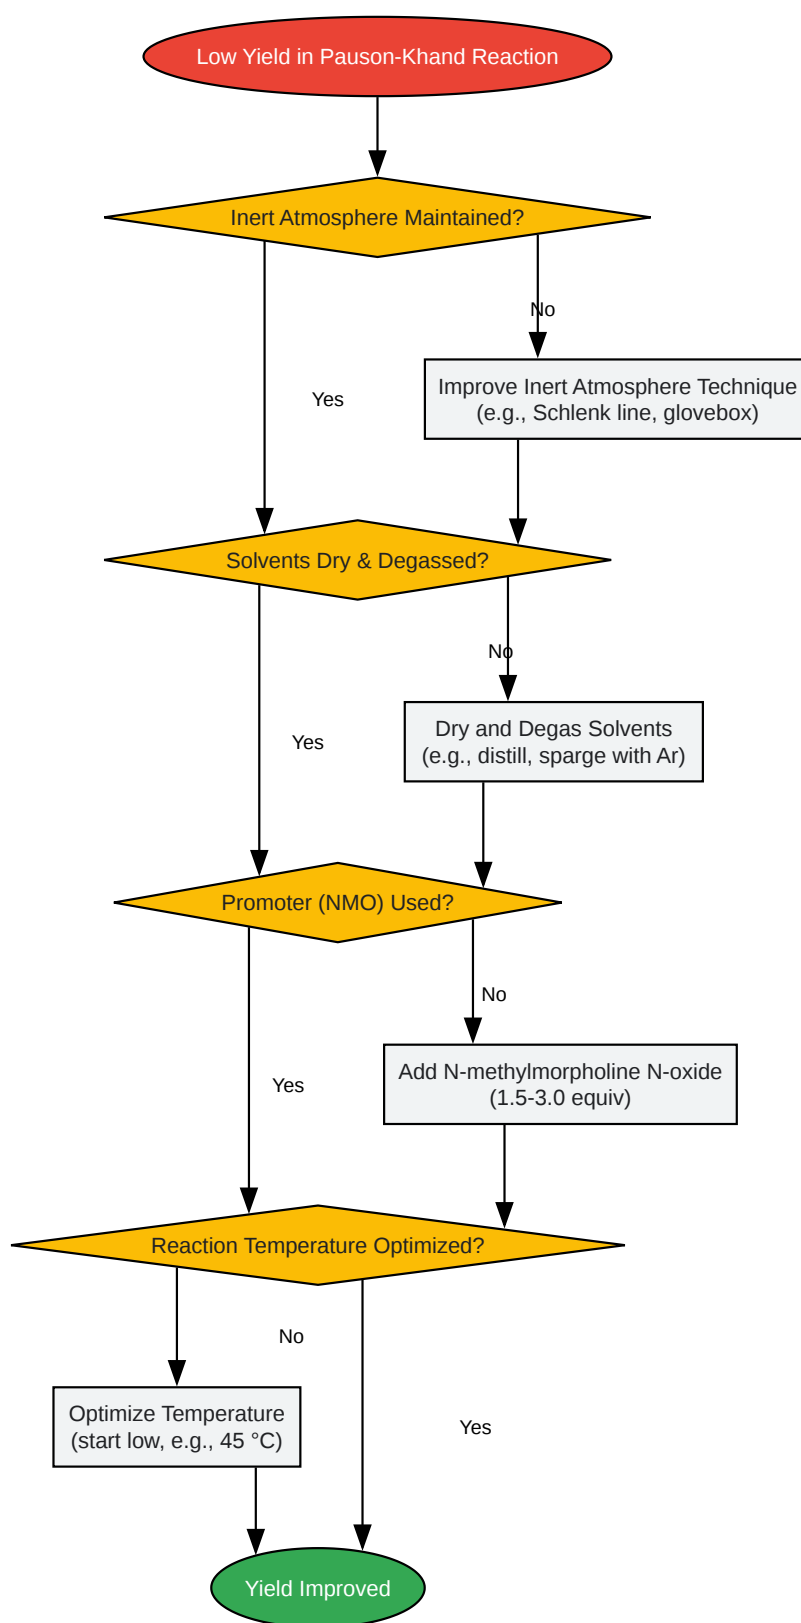 Low Yield in Pauson-Khand Reaction
Inert Atmosphere Maintained?
No
Improve Inert Atmosphere Technique
(e.g., Schlenk line, glovebox)
Yes
Solvents Dry & Degassed?
No
Dry and Degas Solvents
(e.g., distill, sparge with Ar)
Yes
Promoter (NMO) Used?
No
Add N-methylmorpholine N-oxide
(1.5-3.0 equiv)
Yes
Reaction Temperature Optimized?
No
Optimize Temperature
(start low, e.g., 45 °C)
Yes
Yield Improved